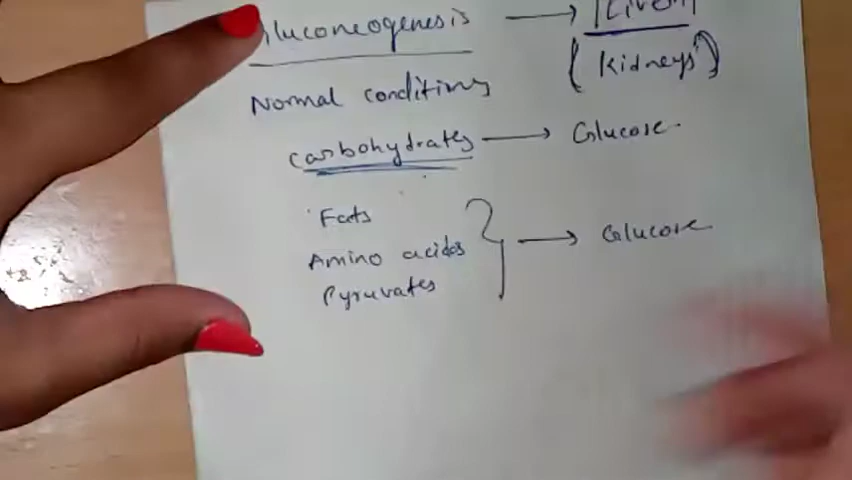 Gluconeogenesis → [Liver]
(Kidneys)
Normal conditions
Carbohydrates → Glucose
Fats
Amino acids → Glucose
Pyruvates